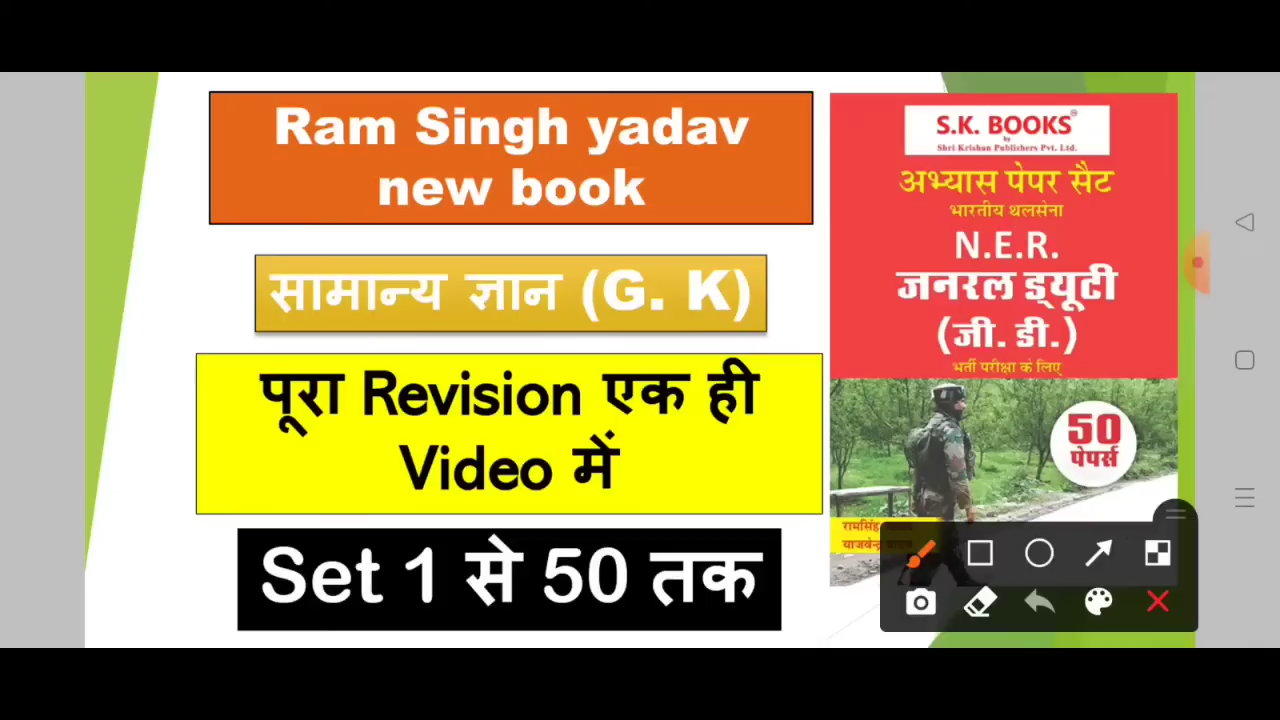 Ram Singh yadav
new book
सामान्य ज्ञान (G. K)
पूरा Revision एक ही
Video में
Set 1 से 50 तक
S.K. BOOKS®
by
Shri Krishan Publishers Pvt. Ltd.
अभ्यास पेपर सैट
भारतीय थलसेना
N.E.R.
जनरल ड्यूटी
(जी. डी.)
भर्ती परीक्षा के लिए
50
पेपर्स
रामसिंह